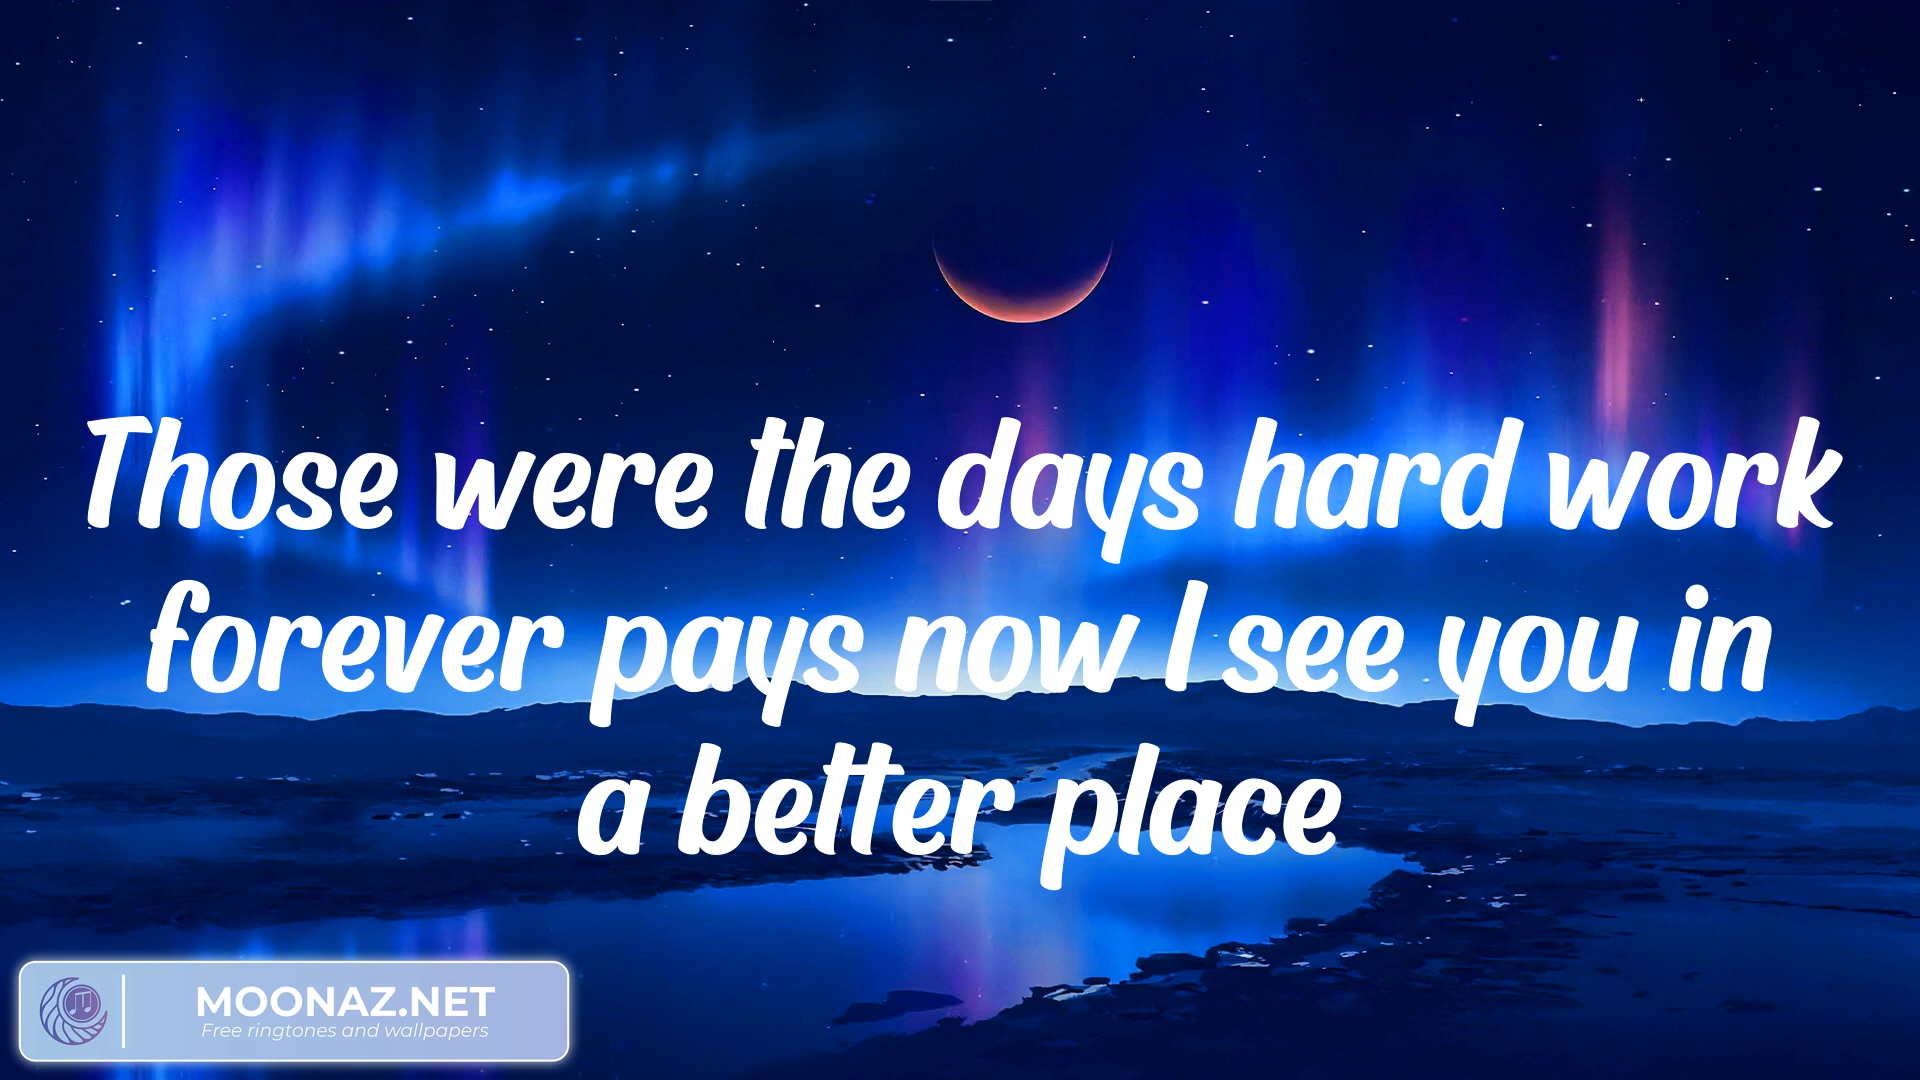 Those were the days hard work
forever pays now I see you in
a better place
MOONAZ.NET
Free ringtones and wallpapers